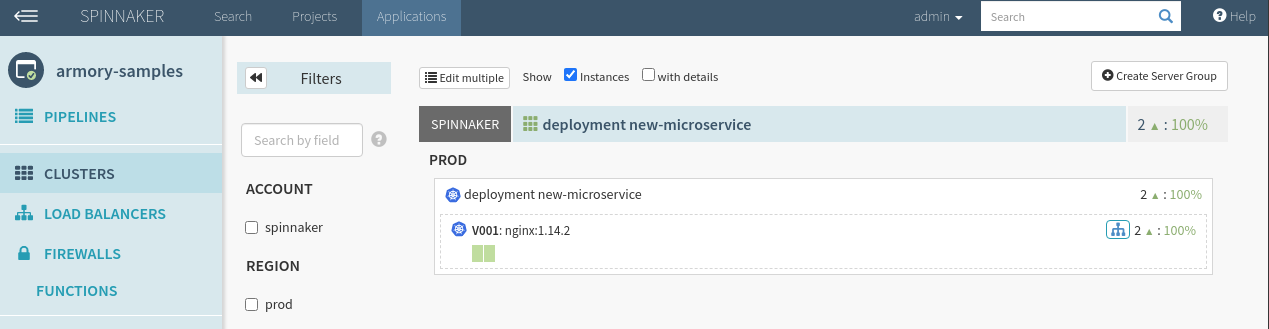 SPINNAKER Search Projects Applications admin Search Help
armory-samples
PIPELINES
CLUSTERS
LOAD BALANCERS
FIREWALLS
FUNCTIONS
Filters
Search by field
ACCOUNT
spinnaker
REGION
prod
Edit multiple Show Instances with details Create Server Group
SPINNAKER deployment new-microservice 2 ▲ : 100%
PROD
deployment new-microservice 2 ▲ : 100%
V001: nginx:1.14.2 2 ▲ : 100%